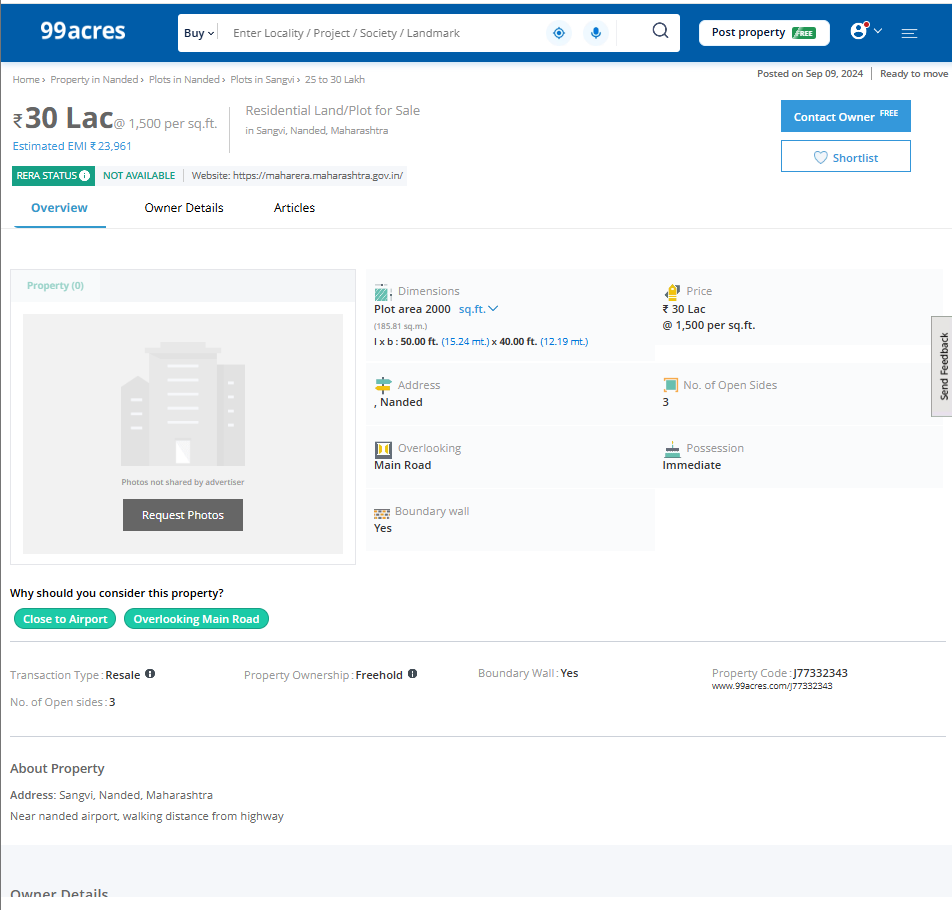 99acres
Buy
Enter Locality / Project / Society / Landmark
Post property FREE
Home › Property in Nanded › Plots in Nanded › Plots in Sangvi › 25 to 30 Lakh
Posted on Sep 09, 2024 | Ready to move
₹30 Lac@ 1,500 per sq.ft.
Estimated EMI ₹ 23,961
Residential Land/Plot for Sale
in Sangvi, Nanded, Maharashtra
Contact Owner FREE
Shortlist
RERA STATUS NOT AVAILABLE | Website: https://maharera.maharashtra.gov.in/
Overview
Owner Details
Articles
Property (0)
Photos not shared by advertiser
Request Photos
Dimensions
Plot area 2000 sq.ft.
(185.81 sq.m.)
l x b : 50.00 ft. (15.24 mt.) x 40.00 ft. (12.19 mt.)
Price
₹ 30 Lac
@ 1,500 per sq.ft.
Address
, Nanded
No. of Open Sides
3
Overlooking
Main Road
Possession
Immediate
Boundary wall
Yes
Send Feedback
Why should you consider this property?
Close to Airport
Overlooking Main Road
Transaction Type : Resale
Property Ownership : Freehold
Boundary Wall : Yes
Property Code : J77332343
www.99acres.com/J77332343
No. of Open sides : 3
About Property
Address: Sangvi, Nanded, Maharashtra
Near nanded airport, walking distance from highway
Owner Details